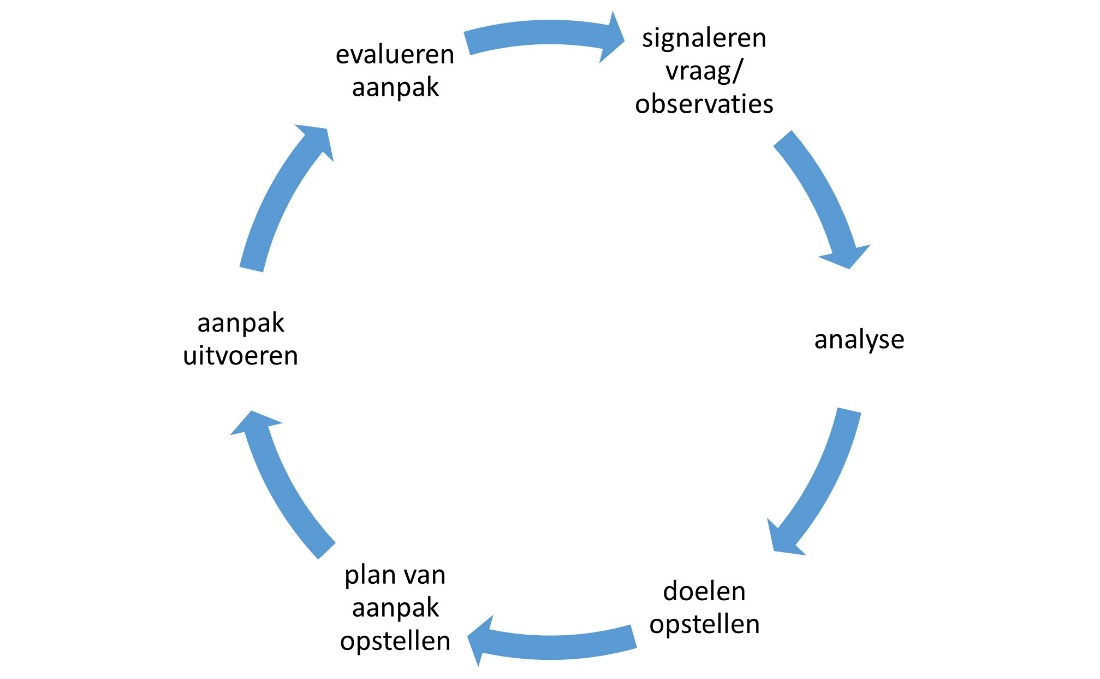 signaleren
vraag/
observaties
analyse
doelen
opstellen
plan van
aanpak
opstellen
aanpak
uitvoeren
evalueren
aanpak